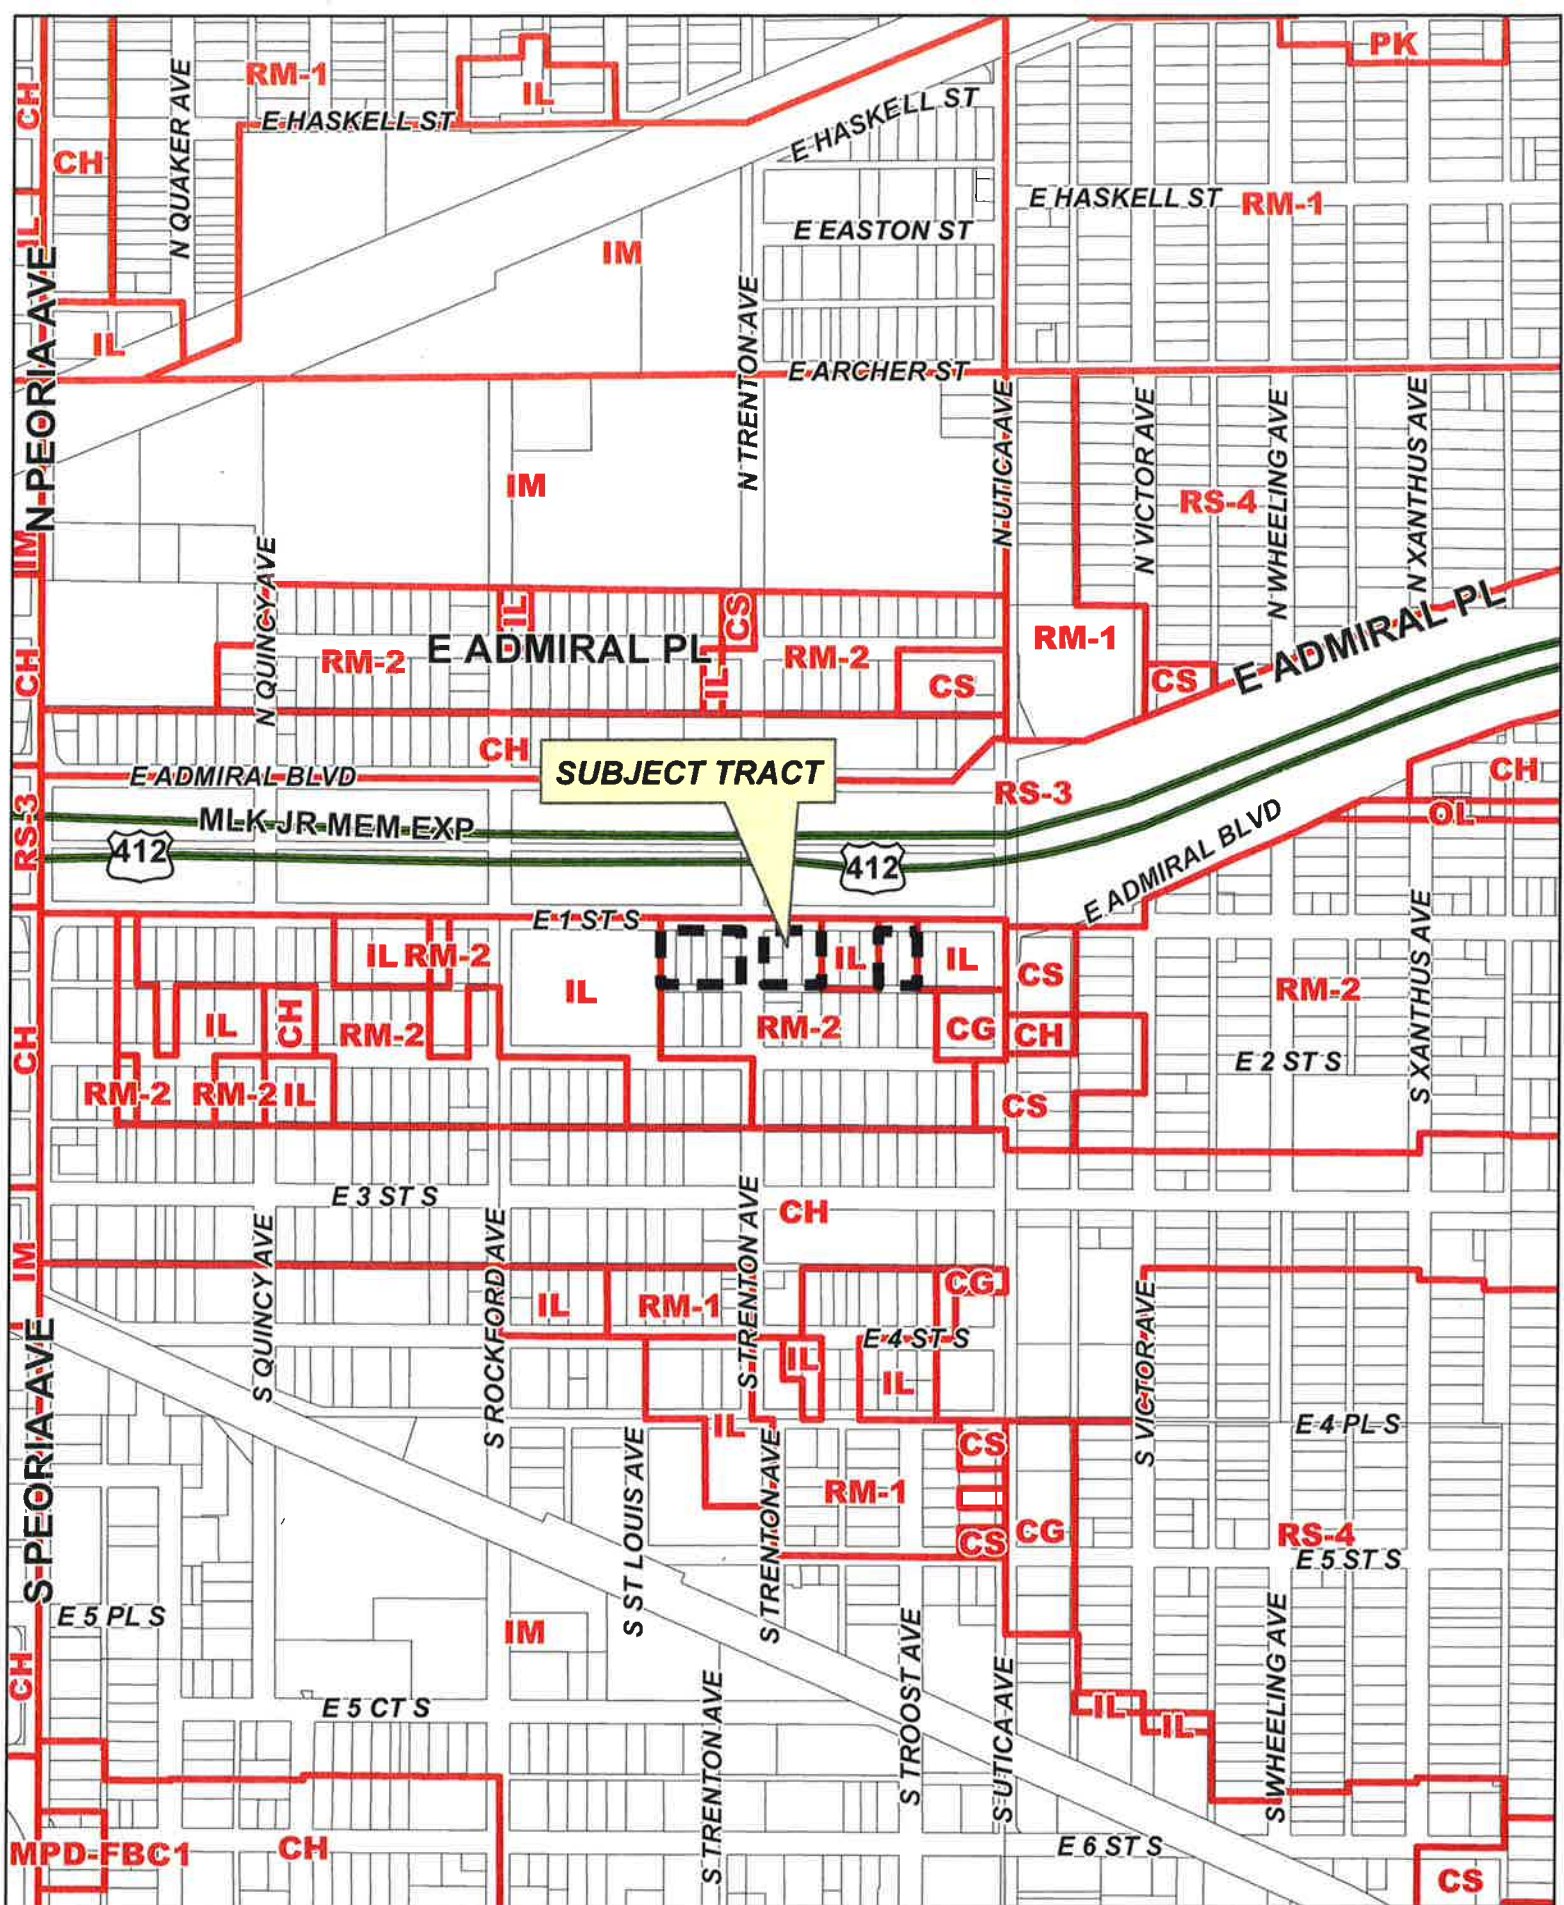 PK
RM-1
CH
IL
N QUAKER AVE
E HASKELL ST
E HASKELL ST
CH
E HASKELL ST
RM-1
IL
E EASTON ST
IM
N PEORIA AVE
IL
N TRENTON AVE
E ARCHER ST
N UTICA AVE
N VICTOR AVE
N WHEELING AVE
N XANTHUS AVE
IM
RS-4
IM
N QUINCY AVE
IL
CS
E ADMIRAL PL
RM-1
E ADMIRAL PL
RM-2
RM-2
CH
IL
CS
CS
CH
SUBJECT TRACT
CH
E ADMIRAL BLVD
RS-3
RS-3
OL
MLK JR MEM EXP
412
412
E ADMIRAL BLVD
E 1 ST S
S XANTHUS AVE
IL
RM-2
IL
IL
CS
IL
RM-2
CH
IL
CH
RM-2
RM-2
CG
CH
E 2 ST S
RM-2
RM-2
IL
CS
E 3 ST S
CH
IM
S QUINCY AVE
S ROCKFORD AVE
S TRENTON AVE
CG
IL
RM-1
S VICTOR AVE
S PEORIA AVE
E 4 ST S
IL
IL
E 4 PL S
IL
CS
S ST LOUIS AVE
S TRENTON AVE
RM-1
CS
CG
RS-4
E 5 ST S
E 5 PL S
IM
S TROOST AVE
S UTICA AVE
S WHEELING AVE
CH
S TRENTON AVE
E 5 CT S
IL
IL
MPD-FBC1
CH
E 6 ST S
CS